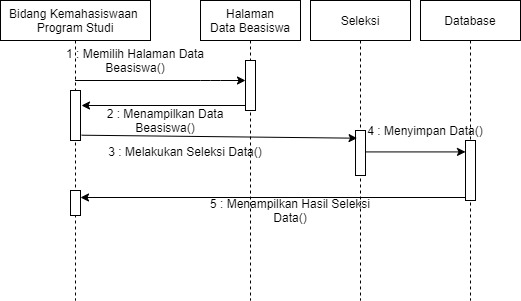 Bidang Kemahasiswaan
Program Studi
Halaman
Data Beasiswa
Seleksi
Database
1 : Memilih Halaman Data
Beasiswa()
2 : Menampilkan Data
Beasiswa()
3 : Melakukan Seleksi Data()
4 : Menyimpan Data()
5 : Menampilkan Hasil Seleksi
Data()